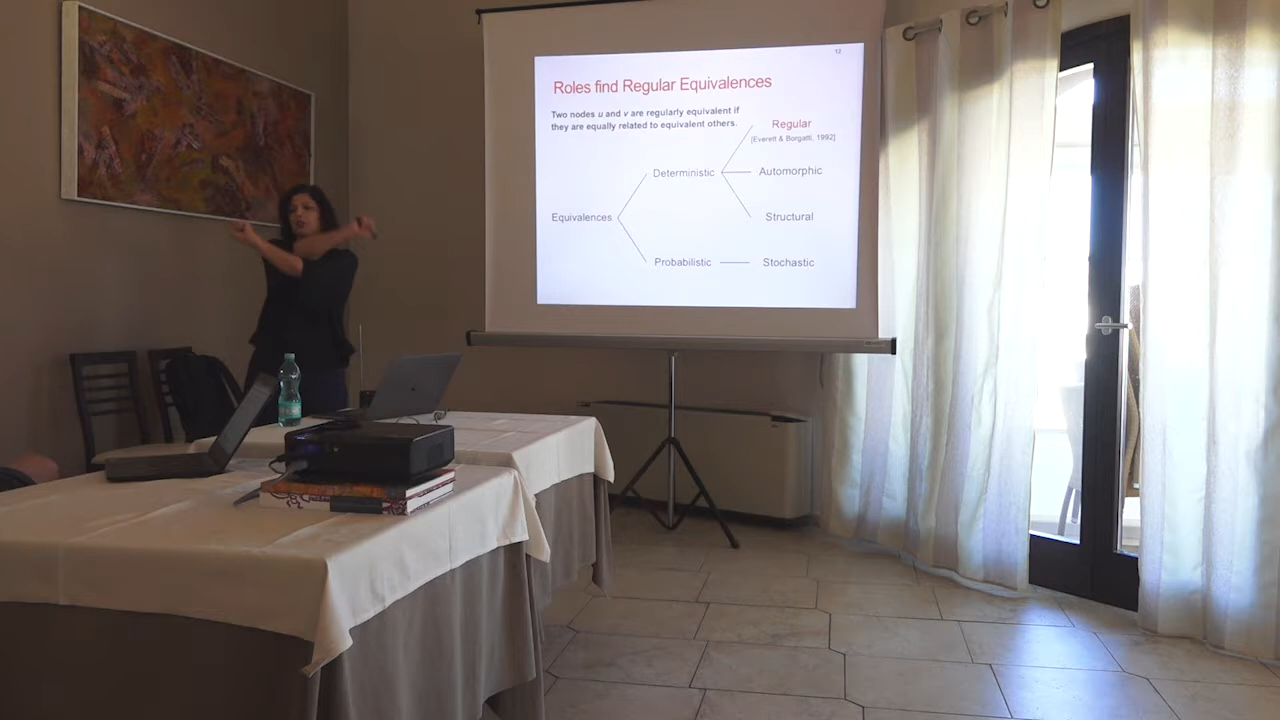 12
Roles find Regular Equivalences
Two nodes u and v are regularly equivalent if
they are equally related to equivalent others.
Regular
[Everett & Borgatti, 1992]
Deterministic
Automorphic
Equivalences
Structural
Probabilistic
Stochastic